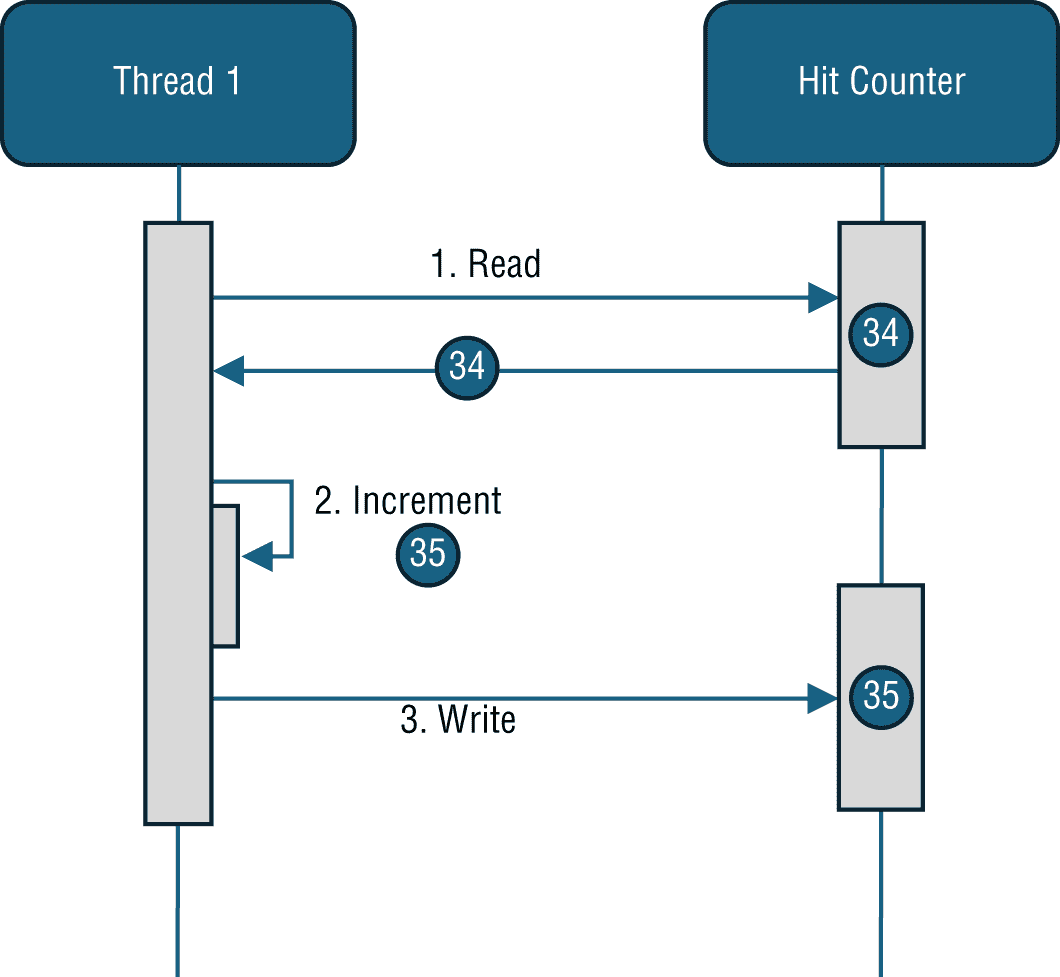 Thread 1
Hit Counter
1. Read
34
34
2. Increment
35
35
3. Write